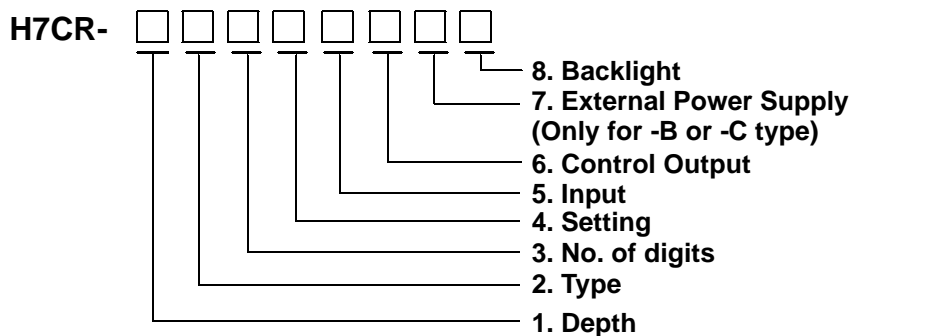 H7CR-
8. Backlight
7. External Power Supply
(Only for -B or -C type)
6. Control Output
5. Input
4. Setting
3. No. of digits
2. Type
1. Depth